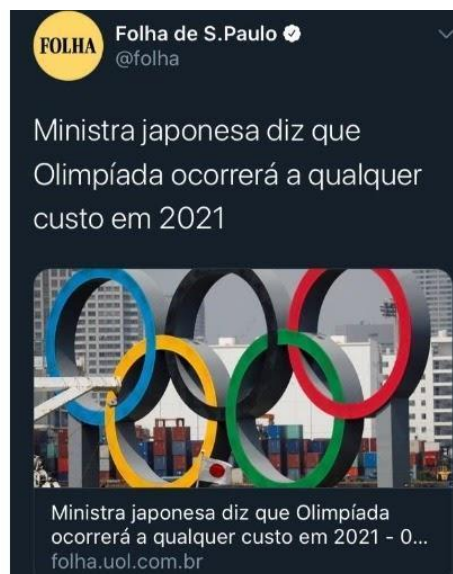 FOLHA
Folha de S.Paulo
@folha
Ministra japonesa diz que
Olimpíada ocorrerá a qualquer
custo em 2021
Ministra japonesa diz que Olimpíada
ocorrerá a qualquer custo em 2021 - 0...
folha.uol.com.br